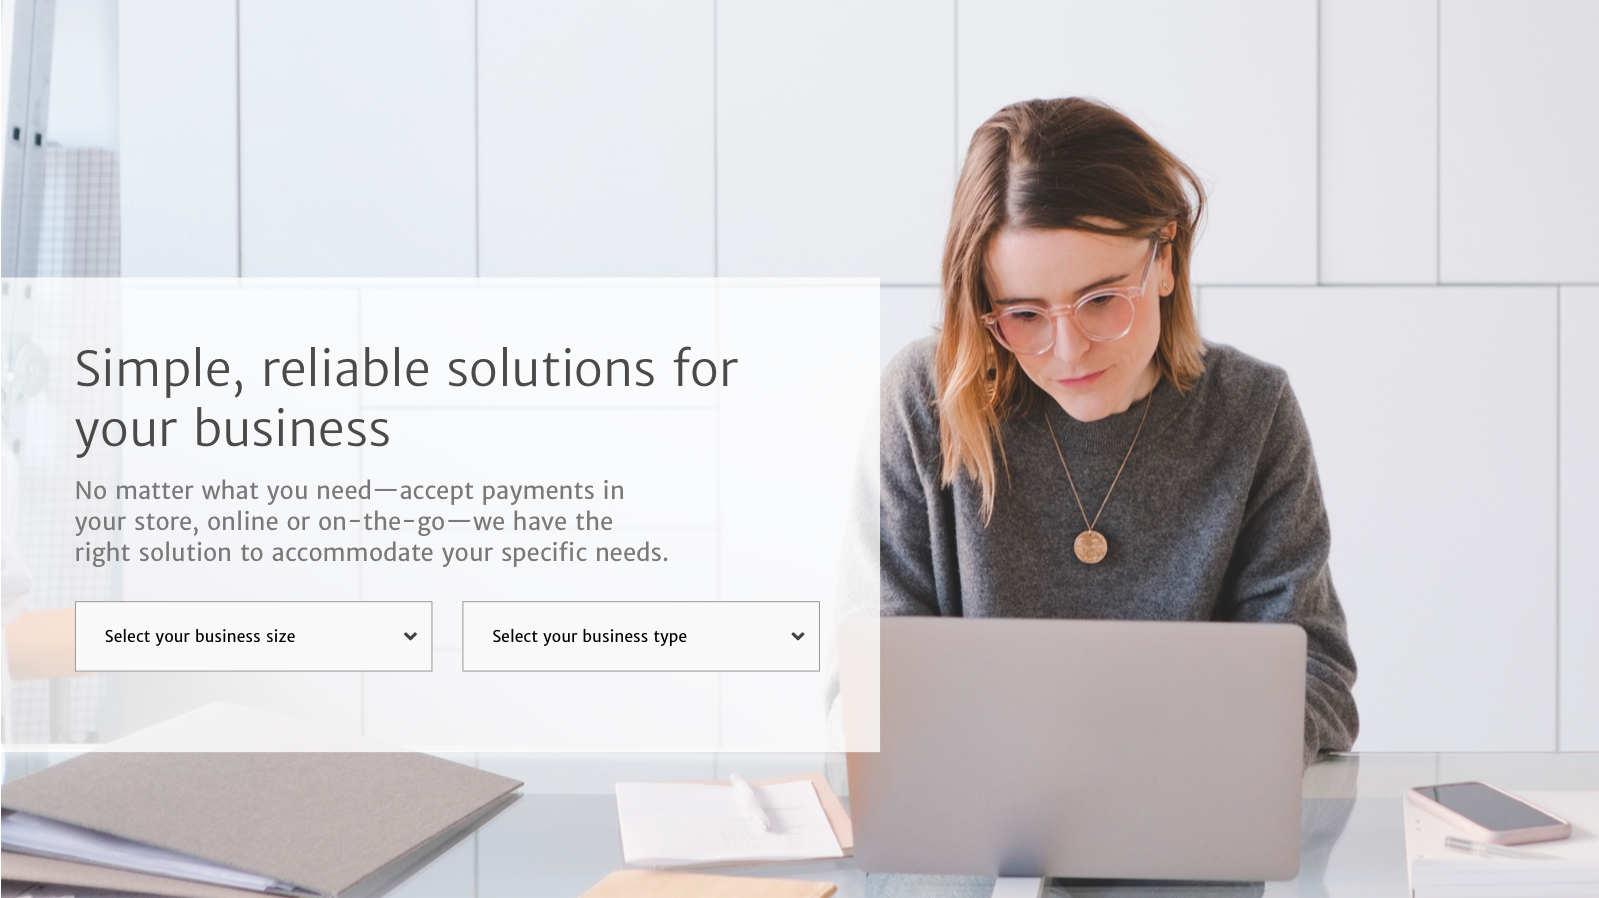 Simple, reliable solutions for
your business
No matter what you need—accept payments in
your store, online or on-the-go—we have the
right solution to accommodate your specific needs.
Select your business size
Select your business type